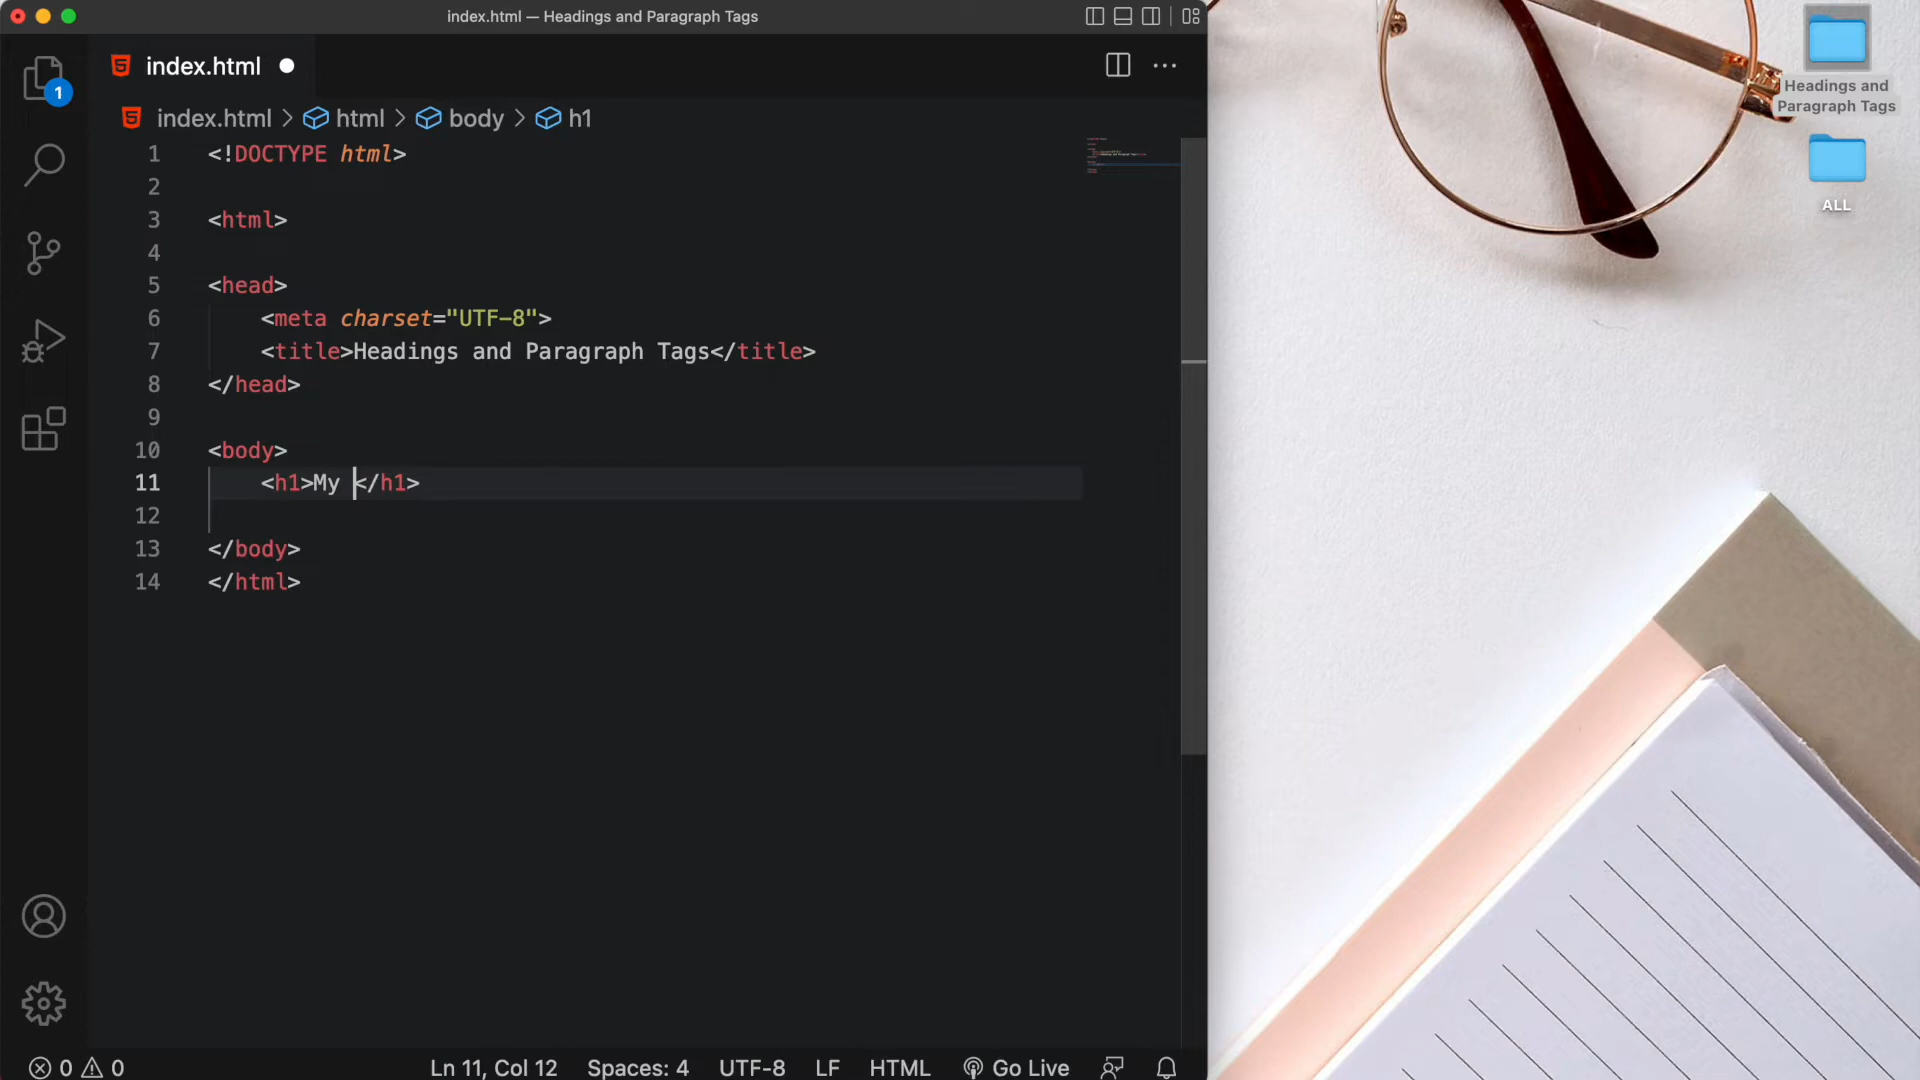 index.html — Headings and Paragraph Tags
index.html
1
index.html > html > body > h1
1 <!DOCTYPE html>
2
3 <html>
4
5 <head>
6 <meta charset="UTF-8">
7 <title>Headings and Paragraph Tags</title>
8 </head>
9
10 <body>
11 <h1>My </h1>
12
13 </body>
14 </html>
0 0 Ln 11, Col 12 Spaces: 4 UTF-8 LF HTML Go Live
Headings and
Paragraph Tags
ALL